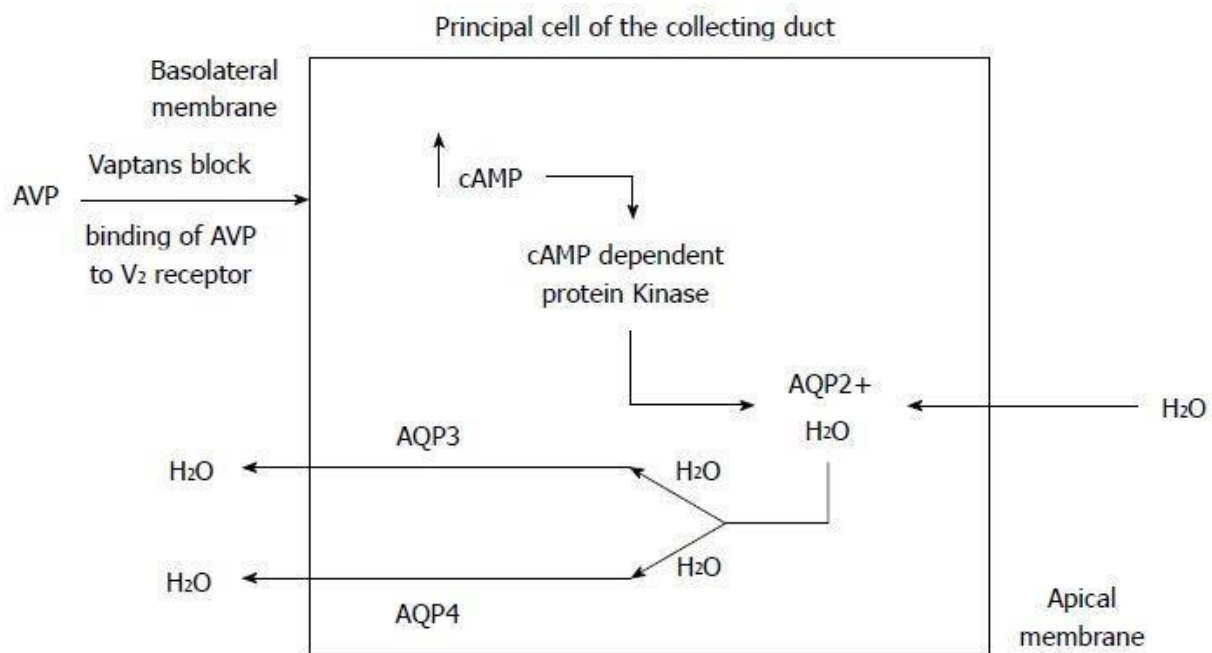 Principal cell of the collecting duct
Basolateral
membrane
Vaptans block
AVP
binding of AVP
to V₂ receptor
cAMP
cAMP dependent
protein Kinase
AQP2+
H₂O
H₂O
AQP3
H₂O
H₂O
H₂O
H₂O
AQP4
Apical
membrane